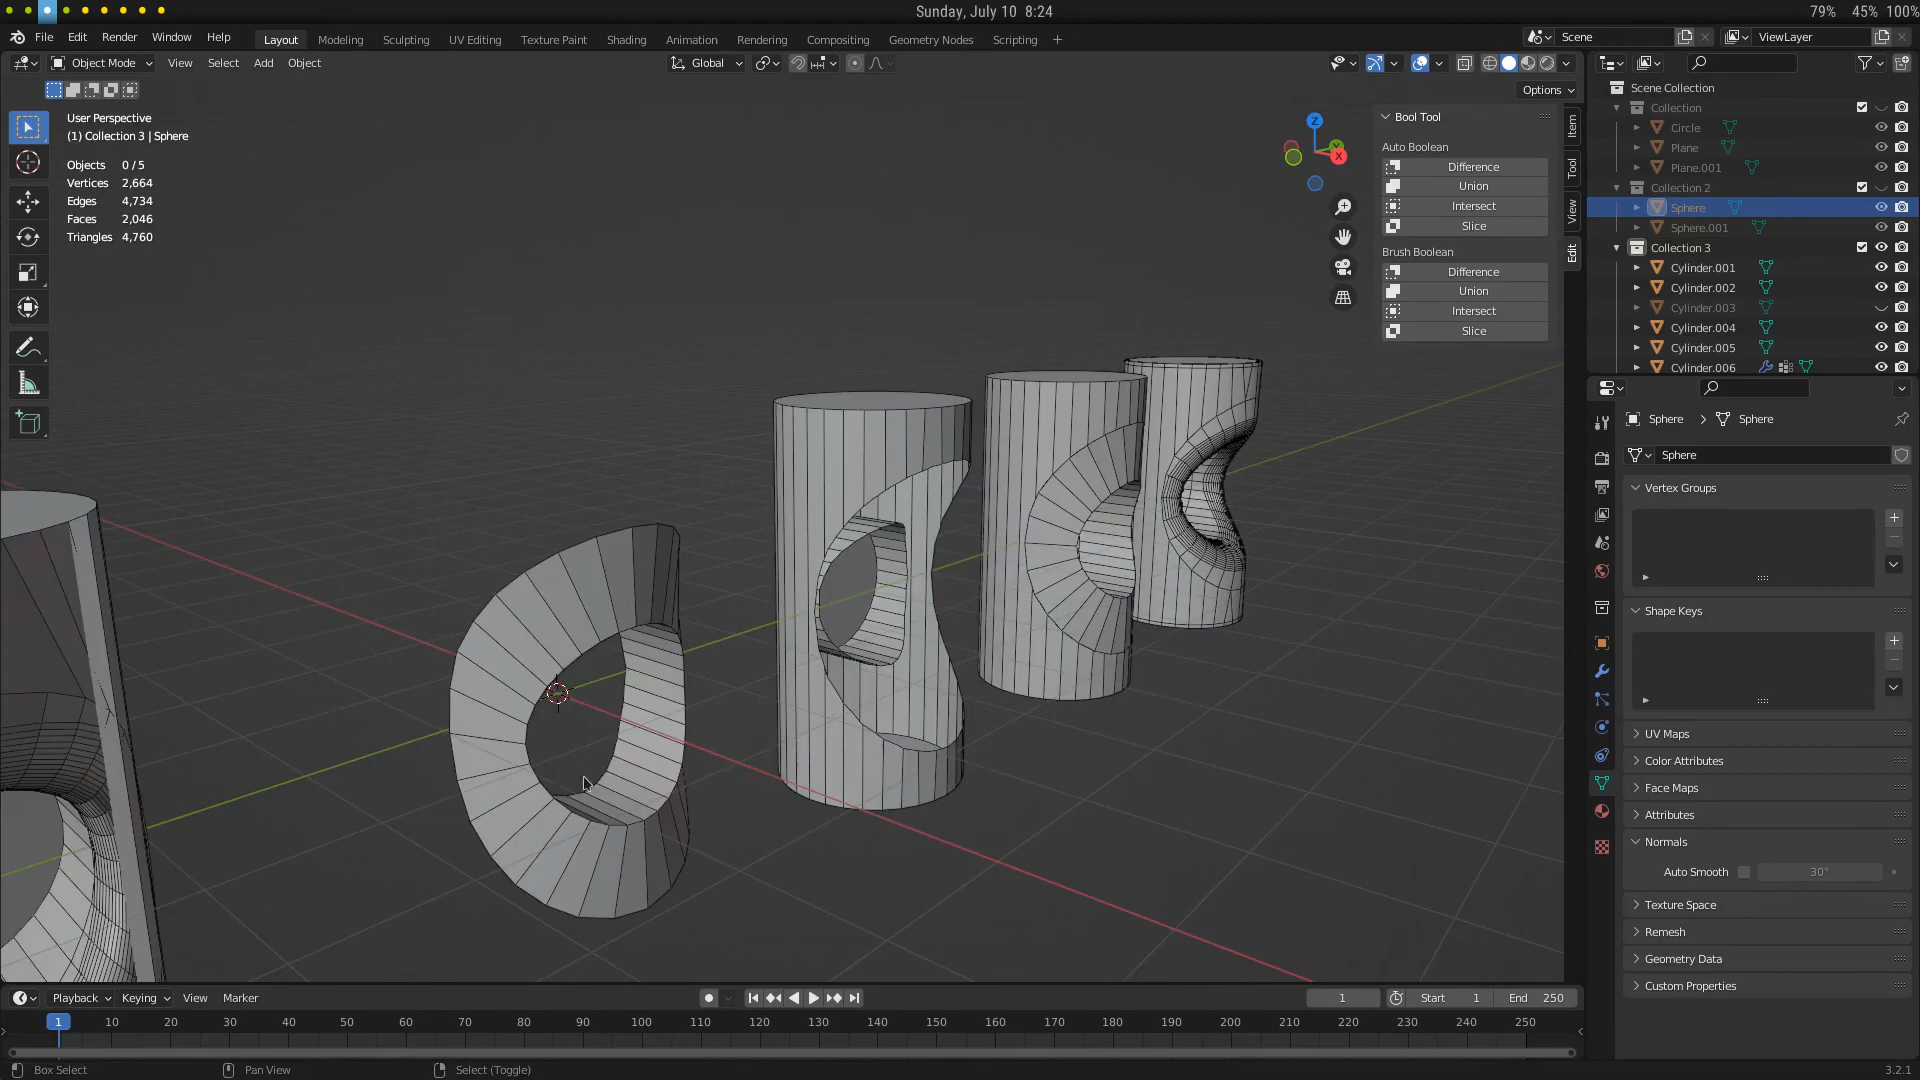 Sunday, July 10 8:24
79% 45% 100%
File Edit Render Window Help
Layout Modeling Sculpting UV Editing Texture Paint Shading Animation Rendering Compositing Geometry Nodes Scripting +
Scene
ViewLayer
Object Mode View Select Add Object
Global
Options
User Perspective
(1) Collection 3 | Sphere
Objects 0 / 5
Vertices 2,664
Edges 4,734
Faces 2,046
Triangles 4,760
Z
Y
X
Bool Tool
Auto Boolean
Difference
Union
Intersect
Slice
Brush Boolean
Difference
Union
Intersect
Slice
Item
Tool
View
Edit
Scene Collection
Collection
Circle
Plane
Plane.001
Collection 2
Sphere
Sphere.001
Collection 3
Cylinder.001
Cylinder.002
Cylinder.003
Cylinder.004
Cylinder.005
Cylinder.006
Sphere > Sphere
Sphere
Vertex Groups
Shape Keys
UV Maps
Color Attributes
Face Maps
Attributes
Normals
Auto Smooth 30°
Texture Space
Remesh
Geometry Data
Custom Properties
Playback Keying View Marker
1 Start 1 End 250
1 10 20 30 40 50 60 70 80 90 100 110 120 130 140 150 160 170 180 190 200 210 220 230 240 250
Box Select Pan View Select (Toggle)
3.2.1